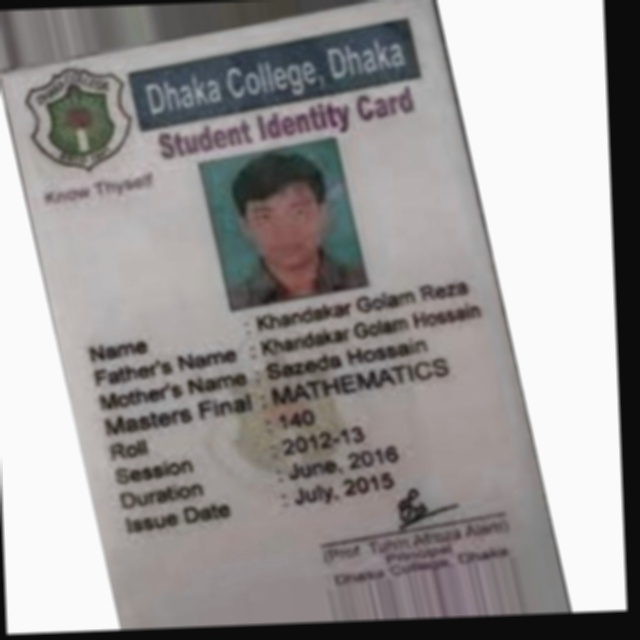 Dhaka College, Dhaka
Student Identity Card
Know Thyself
Name : Khandakar Golam Reza
Father's Name : Khandakar Golam Hossain
Mother's Name : Sazeda Hossain
Masters Final : MATHEMATICS
Roll : 140
Session : 2012-13
Duration : June, 2016
Issue Date : July, 2015
(Prof. Tuhin Afroza Alam)
Principal
Dhaka College, Dhaka